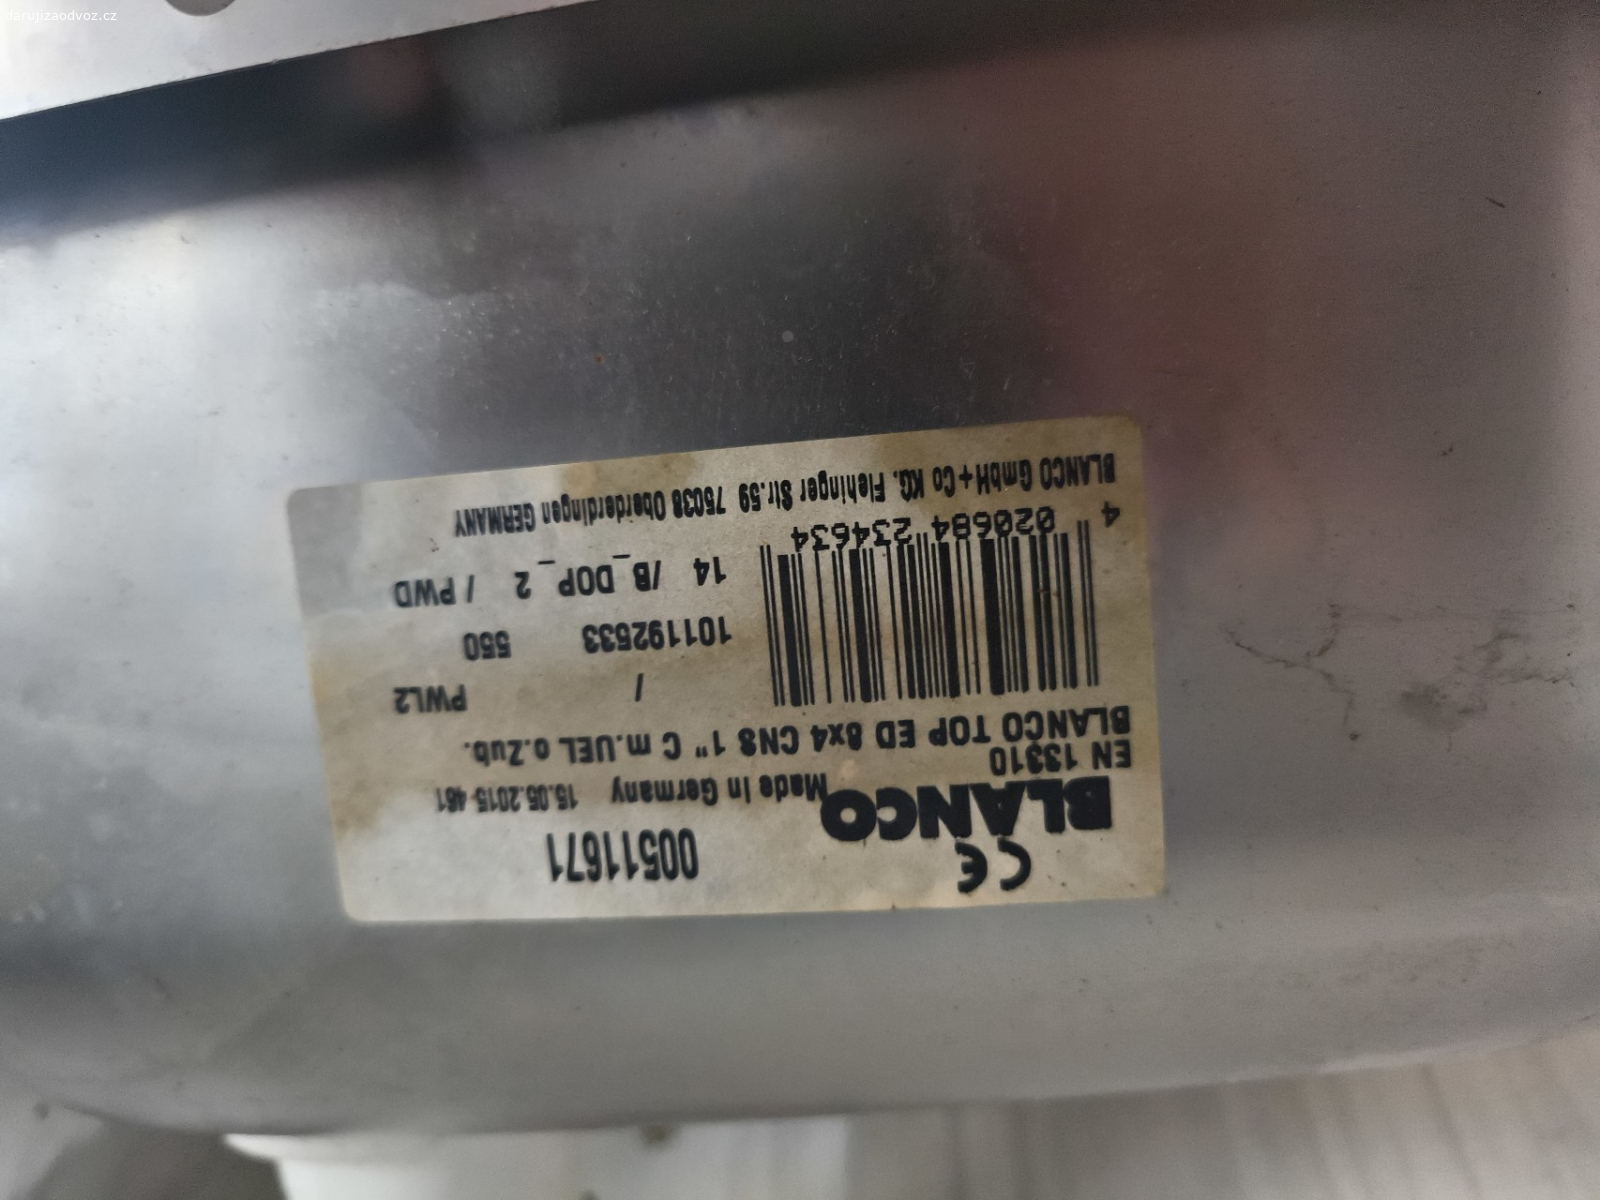 darujizaodvoz.cz
CE 00511671
BLANCO Made in Germany 15.05.2015 461
EN 13310
BLANCO TOP ED 8x4 CNS 1" C m.UEL o.Zub.
/ PWL2
101192533 550
14 /B_DOP_2 / PWD
4 020684 234634
BLANCO GmbH+Co KG, Flehinger Str.59 75038 Oberderdingen GERMANY